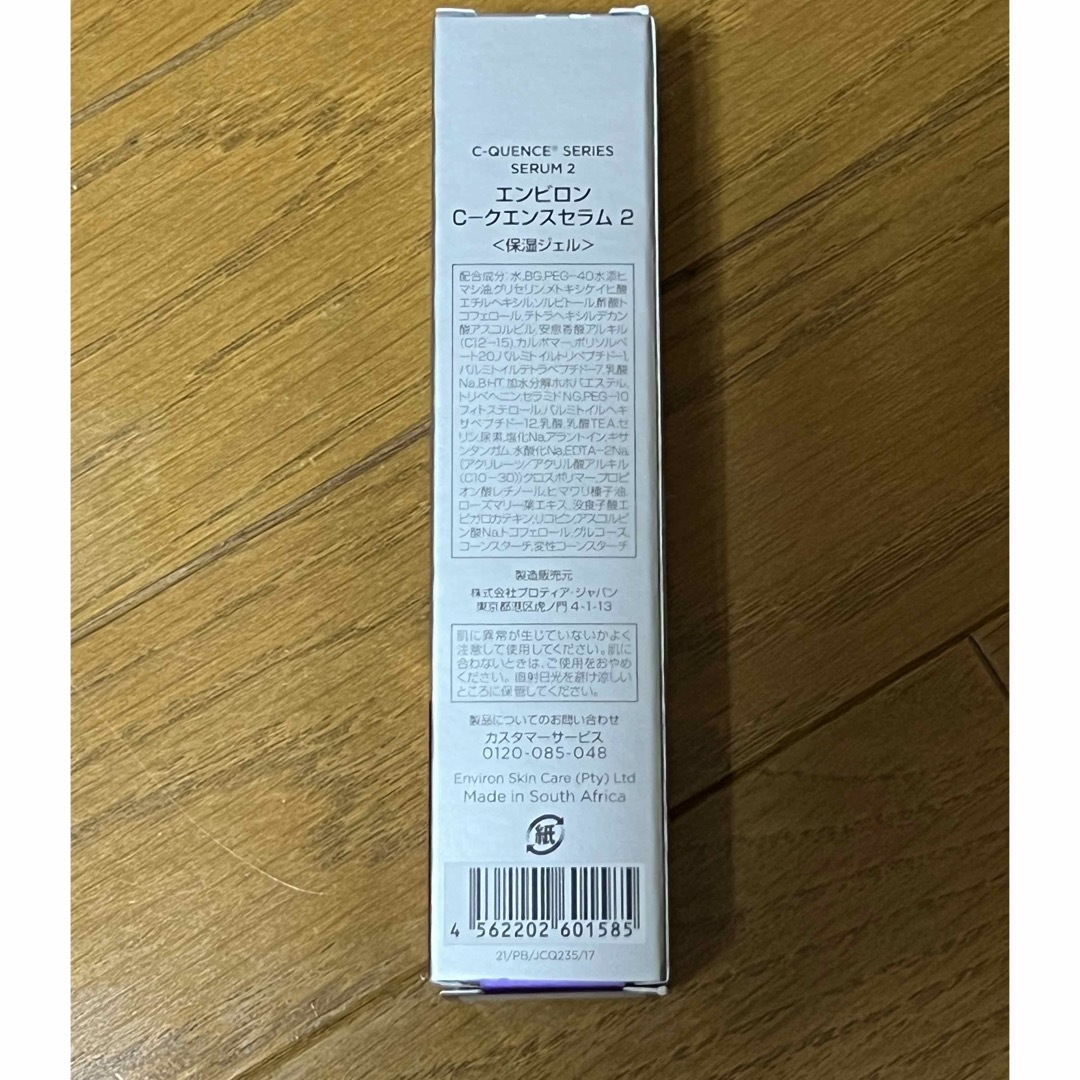 C-QUENCE® SERIES
SERUM 2
エンビロン
C-クエンスセラム 2
<保湿ジェル>
配合成分:水,BG,PEG-40水添ヒ
マシ油,グリセリン,メトキシケイヒ酸
エチルヘキシル,ソルビトール,酢酸ト
コフェロール,テトラヘキシルデカン
酸アスコルビル,安息香酸アルキル
(C12-15),カルボマー,ポリソルベ
ート20,パルミトイルトリペプチド-1,
パルミトイルテトラペプチド-7,乳酸
Na,BHT,加水分解ホホバエステル,
トリベヘニン,セラミドNG,PEG-10
フィトステロール,パルミトイルヘキ
サペプチド-12,乳酸,乳酸TEA,セ
リン,尿素,塩化Na,アラントイン,キサ
ンタンガム,水酸化Na,EDTA-2Na,
(アクリレーツ/アクリル酸アルキル
(C10-30))クロスポリマー,プロピ
オン酸レチノール,ヒマワリ種子油,
ローズマリー葉エキス,没食子酸エ
ピガロカテキン,リコピン,アスコルビ
ン酸Na,トコフェロール,グルコース,
コーンスターチ,変性コーンスターチ
製造販売元
株式会社プロティア・ジャパン
東京都港区虎ノ門4-1-13
肌に異常が生じていないかよく
注意して使用してください。肌に
合わないときは、ご使用をおやめ
ください。直射日光を避け涼しい
ところに保管してください。
製品についてのお問い合わせ
カスタマーサービス
0120-085-048
Environ Skin Care (Pty) Ltd
Made in South Africa
紙
4 562202 601585
21/PB/JCQ235/17